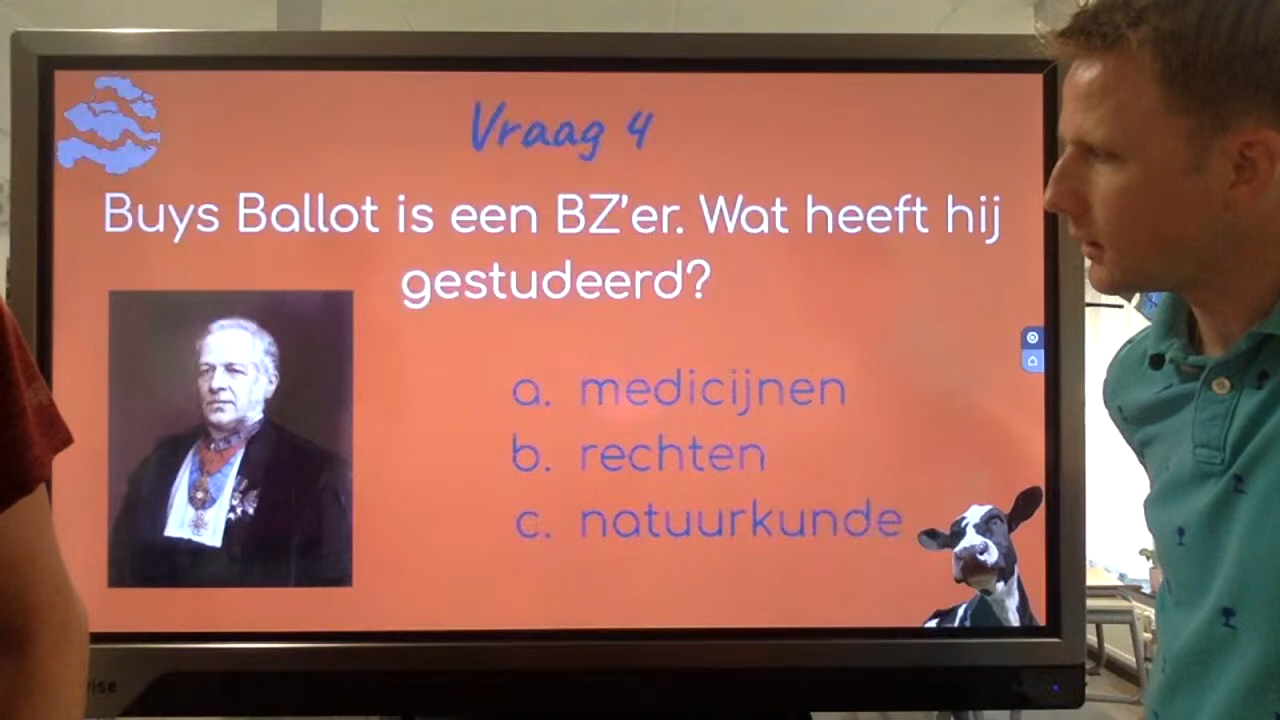 Vraag 4
Buys Ballot is een BZ'er. Wat heeft hij
gestudeerd?
a. medicijnen
b. rechten
c. natuurkunde